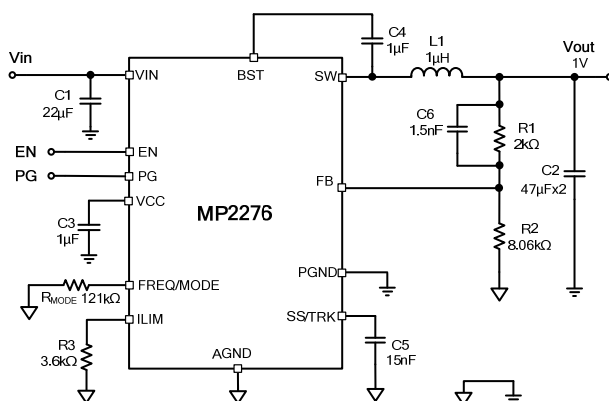 C4
1µF
L1
1µH
Vin
Vout
1V
VIN
BST
SW
C1
22µF
C6
1.5nF
R1
2kΩ
EN
EN
PG
PG
FB
C2
47µFx2
VCC
MP2276
C3
1µF
R2
8.06kΩ
PGND
RMODE 121kΩ
FREQ/MODE
SS/TRK
ILIM
R3
3.6kΩ
AGND
C5
15nF